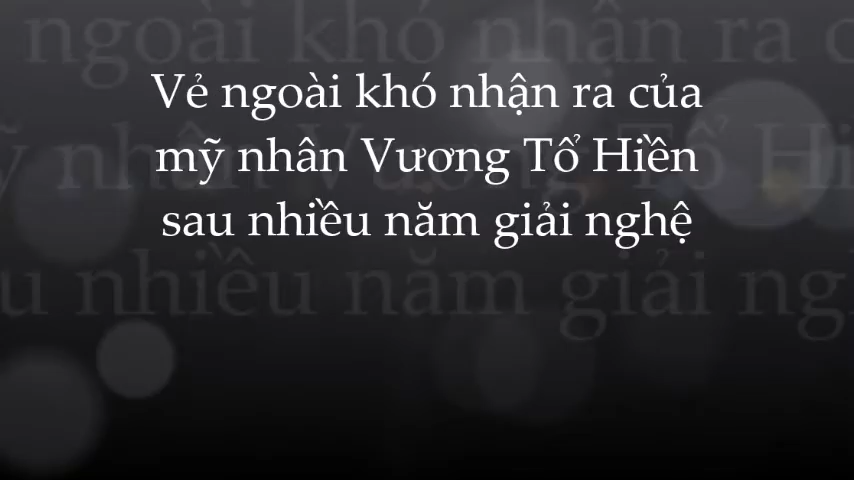 Vẻ ngoài khó nhận ra của
mỹ nhân Vương Tổ Hiền
sau nhiều năm giải nghệ